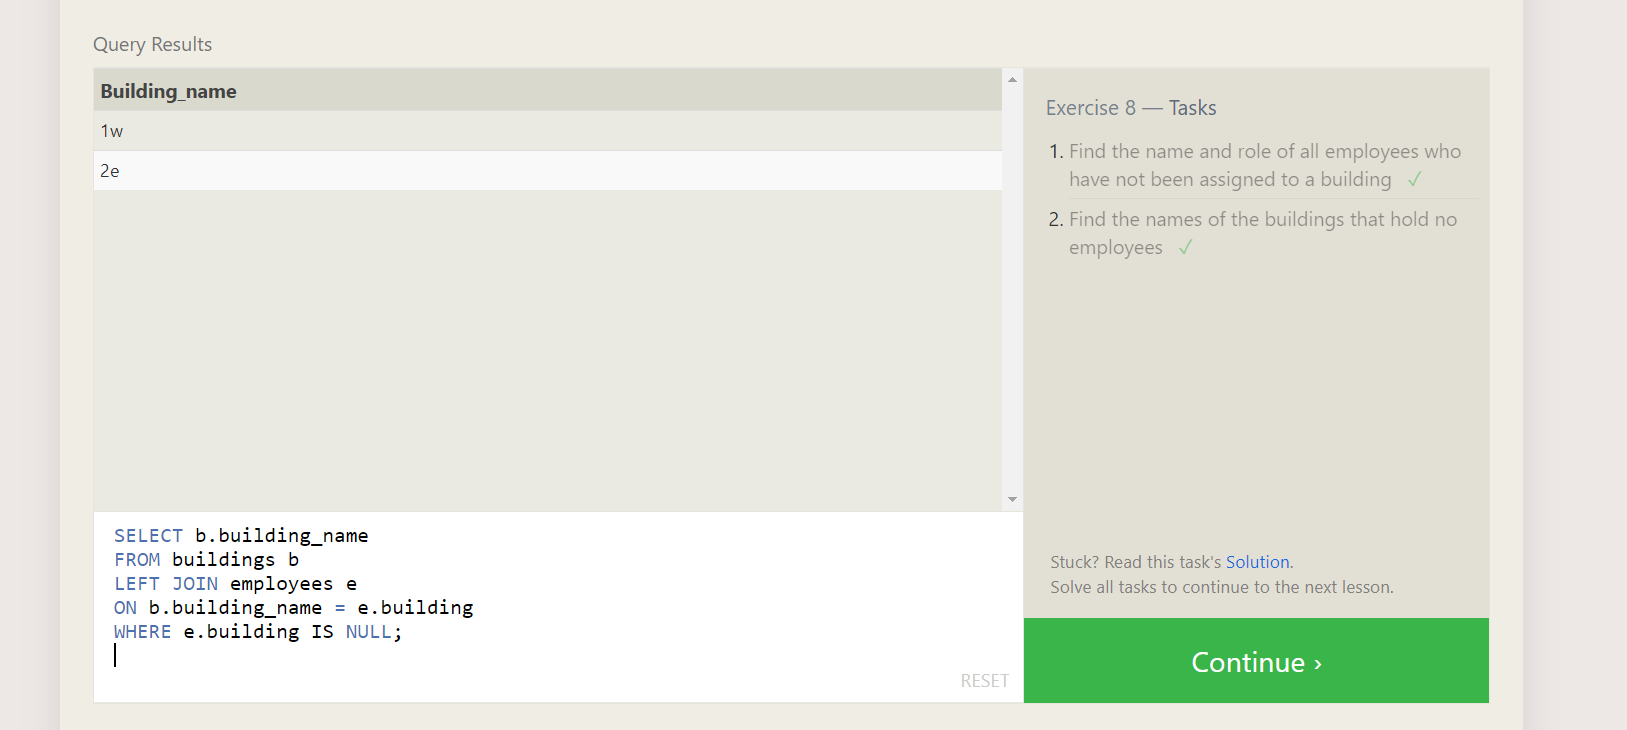 Query Results
Building_name
1w
2e
SELECT b.building_name
FROM buildings b
LEFT JOIN employees e
ON b.building_name = e.building
WHERE e.building IS NULL;
RESET
Exercise 8 — Tasks
1. Find the name and role of all employees who
have not been assigned to a building ✓
2. Find the names of the buildings that hold no
employees ✓
Stuck? Read this task's Solution.
Solve all tasks to continue to the next lesson.
Continue ›